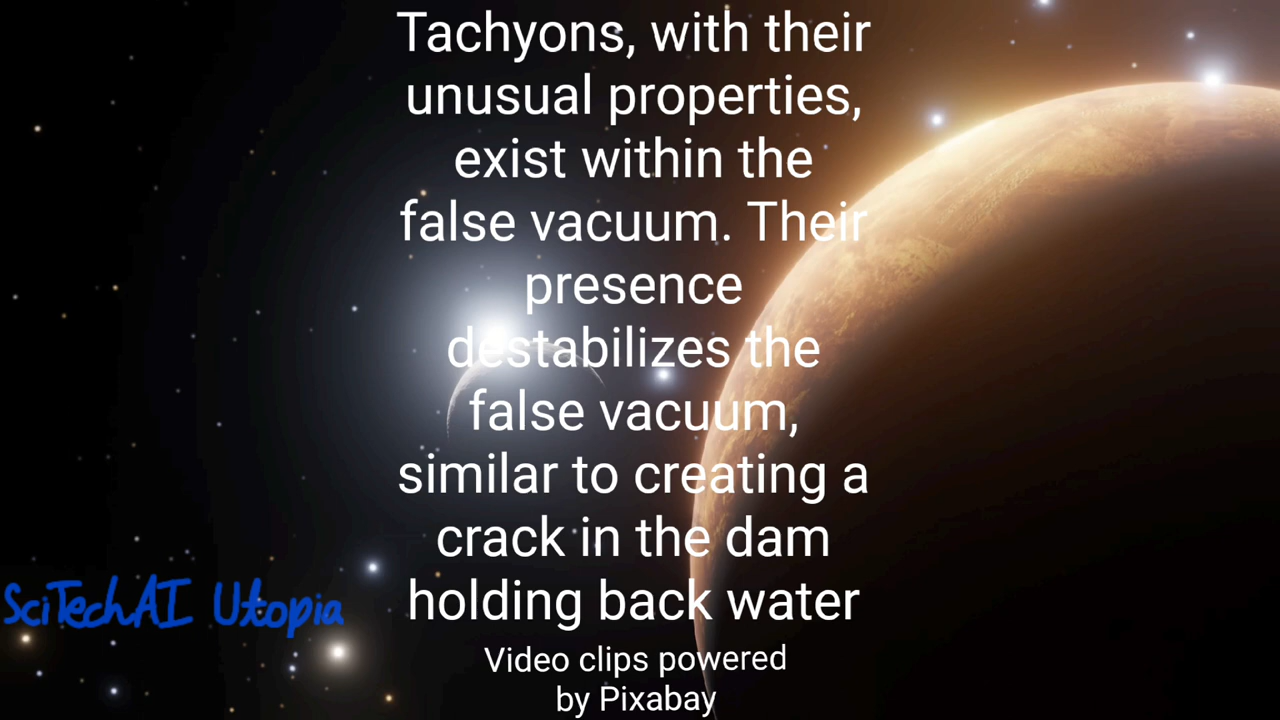 Tachyons, with their
unusual properties,
exist within the
false vacuum. Their
presence
destabilizes the
false vacuum,
similar to creating a
crack in the dam
holding back water
SciTechAI Utopia
Video clips powered
by Pixabay